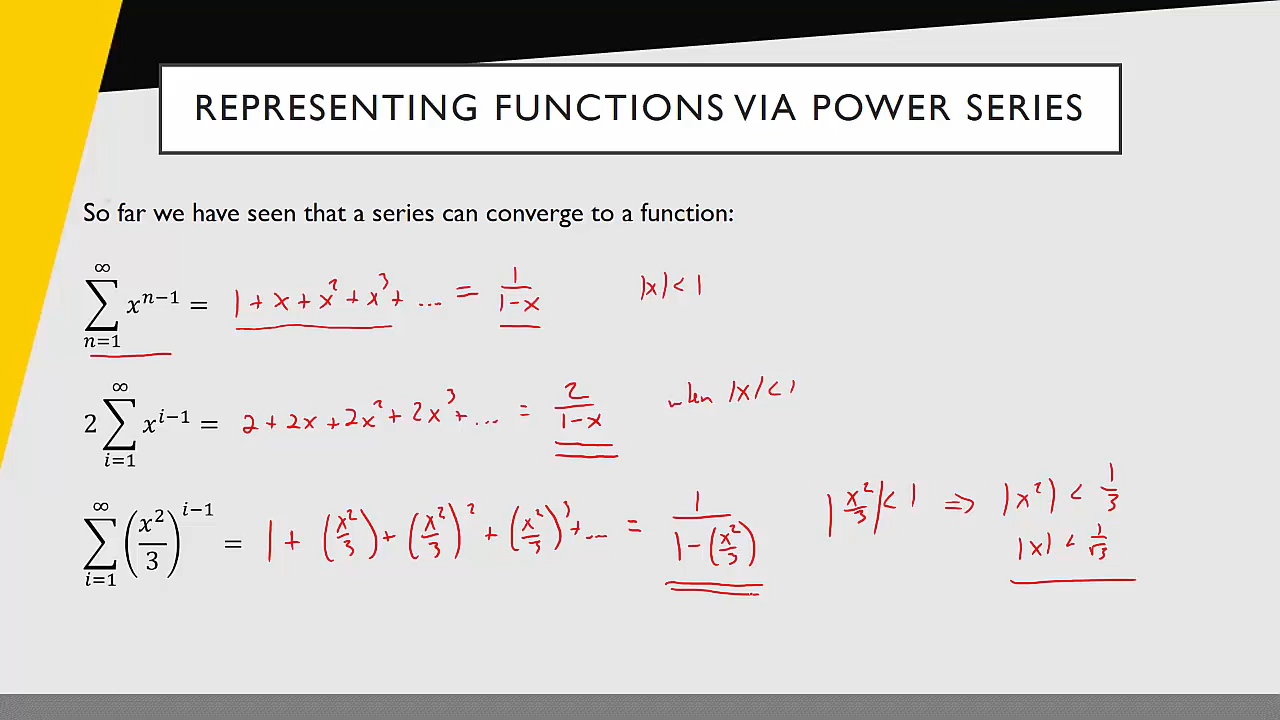 REPRESENTING FUNCTIONS VIA POWER SERIES
So far we have seen that a series can converge to a function:
∑_{n=1}^{∞} x^{n−1} = 1 + x + x² + x³ + ... = 1/(1−x) |x| < 1
2 ∑_{i=1}^{∞} x^{i−1} = 2 + 2x + 2x² + 2x³ + ... = 2/(1−x) when |x| < 1
∑_{i=1}^{∞} (x²/3)^{i−1} = 1 + (x²/3) + (x²/3)² + (x²/3)³ + ... = 1/(1−(x²/3)) |x²/3| < 1 ⇒ |x²| < 1/3
|x| < 1/√3